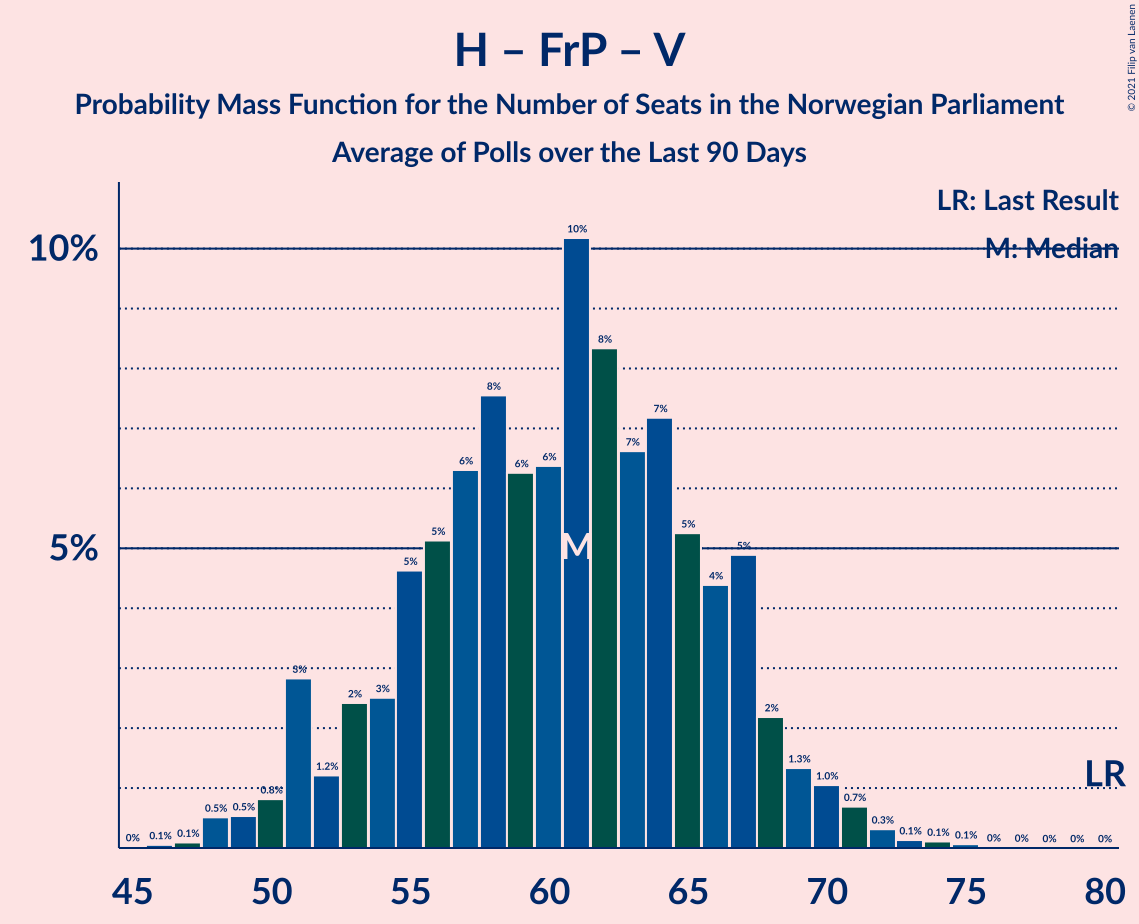 H – FrP – V
Probability Mass Function for the Number of Seats in the Norwegian Parliament
Average of Polls over the Last 90 Days
© 2021 Filip van Laenen
LR: Last Result
M: Median
10%
5%
0% 0.1% 0.1% 0.5% 0.5% 0.8% 3% 1.2% 2% 3% 5% 5% 6% 8% 6% 6% 10% 8% 7% 7% 5% 4% 5% 2% 1.3% 1.0% 0.7% 0.3% 0.1% 0.1% 0.1% 0% 0% 0% 0% 0%
M
LR
45 50 55 60 65 70 75 80